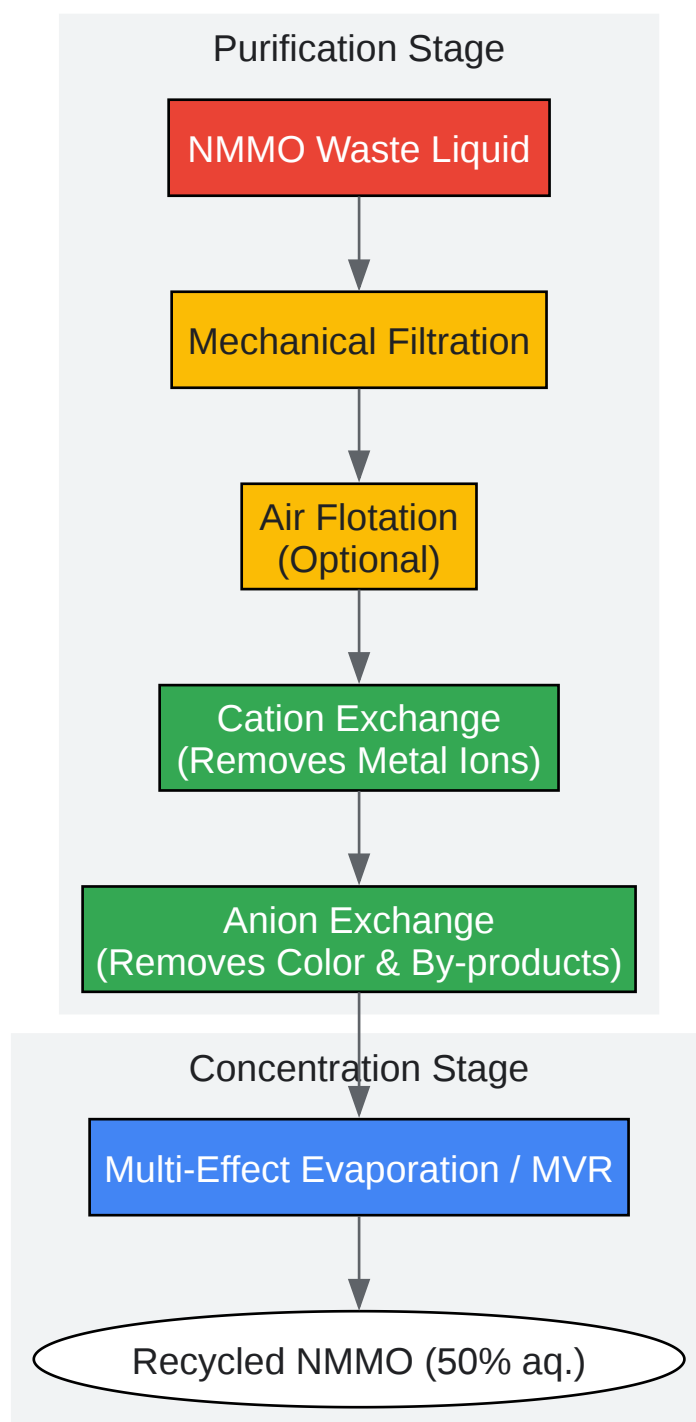 Purification Stage
NMMO Waste Liquid
Mechanical Filtration
Air Flotation
(Optional)
Cation Exchange
(Removes Metal Ions)
Anion Exchange
(Removes Color & By-products)
Concentration Stage
Multi-Effect Evaporation / MVR
Recycled NMMO (50% aq.)